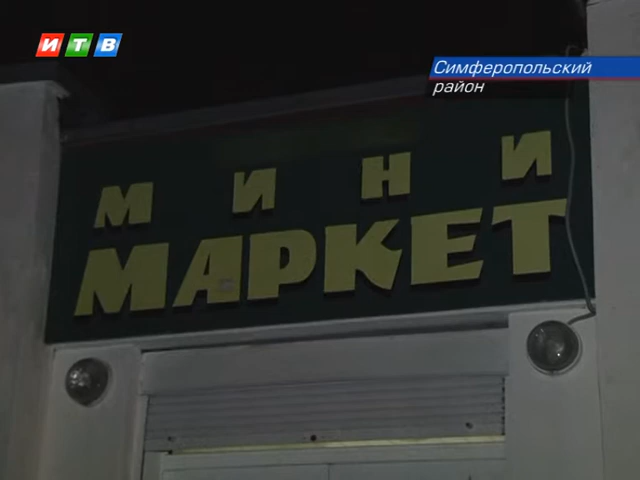 ИТВ
Симферопольский
район
МИНИ
МАРКЕТ